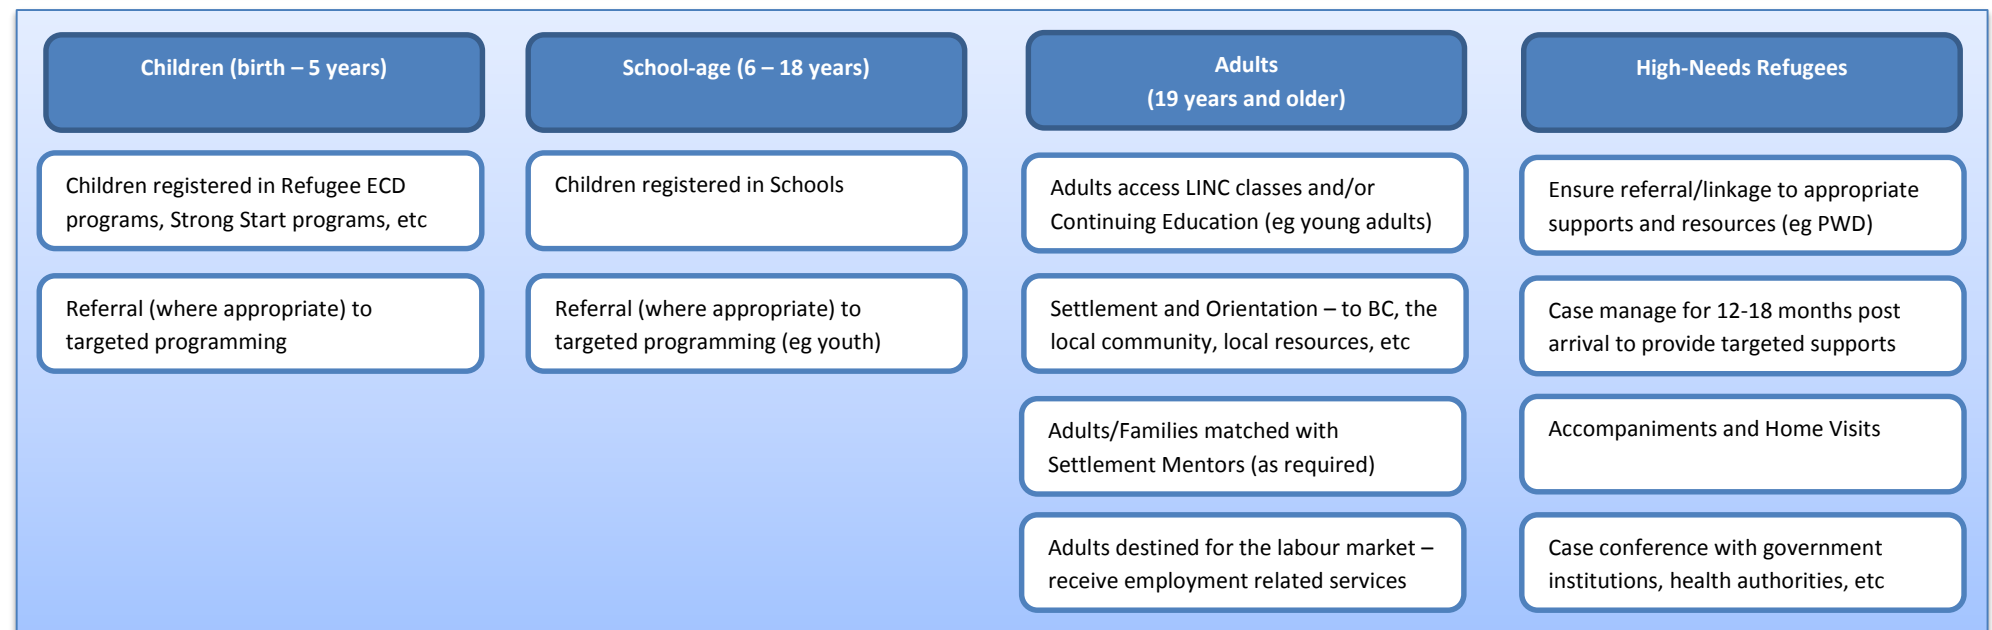 Children (birth – 5 years)
Children registered in Refugee ECD
programs, Strong Start programs, etc
Referral (where appropriate) to
targeted programming
School-age (6 – 18 years)
Children registered in Schools
Referral (where appropriate) to
targeted programming (eg youth)
Adults
(19 years and older)
Adults access LINC classes and/or
Continuing Education (eg young adults)
Settlement and Orientation – to BC, the
local community, local resources, etc
Adults/Families matched with
Settlement Mentors (as required)
Adults destined for the labour market –
receive employment related services
High-Needs Refugees
Ensure referral/linkage to appropriate
supports and resources (eg PWD)
Case manage for 12-18 months post
arrival to provide targeted supports
Accompaniments and Home Visits
Case conference with government
institutions, health authorities, etc